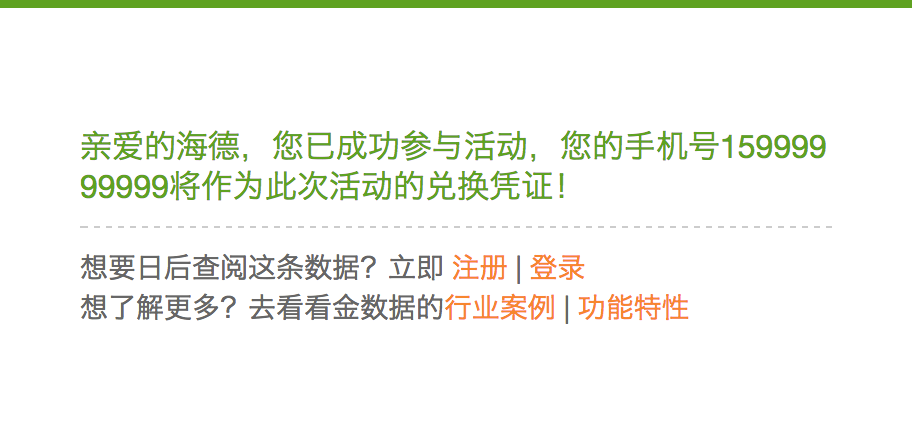 亲爱的海德，您已成功参与活动，您的手机号159999
99999将作为此次活动的兑换凭证！
想要日后查阅这条数据？立即 注册 | 登录
想了解更多？去看看金数据的行业案例 | 功能特性